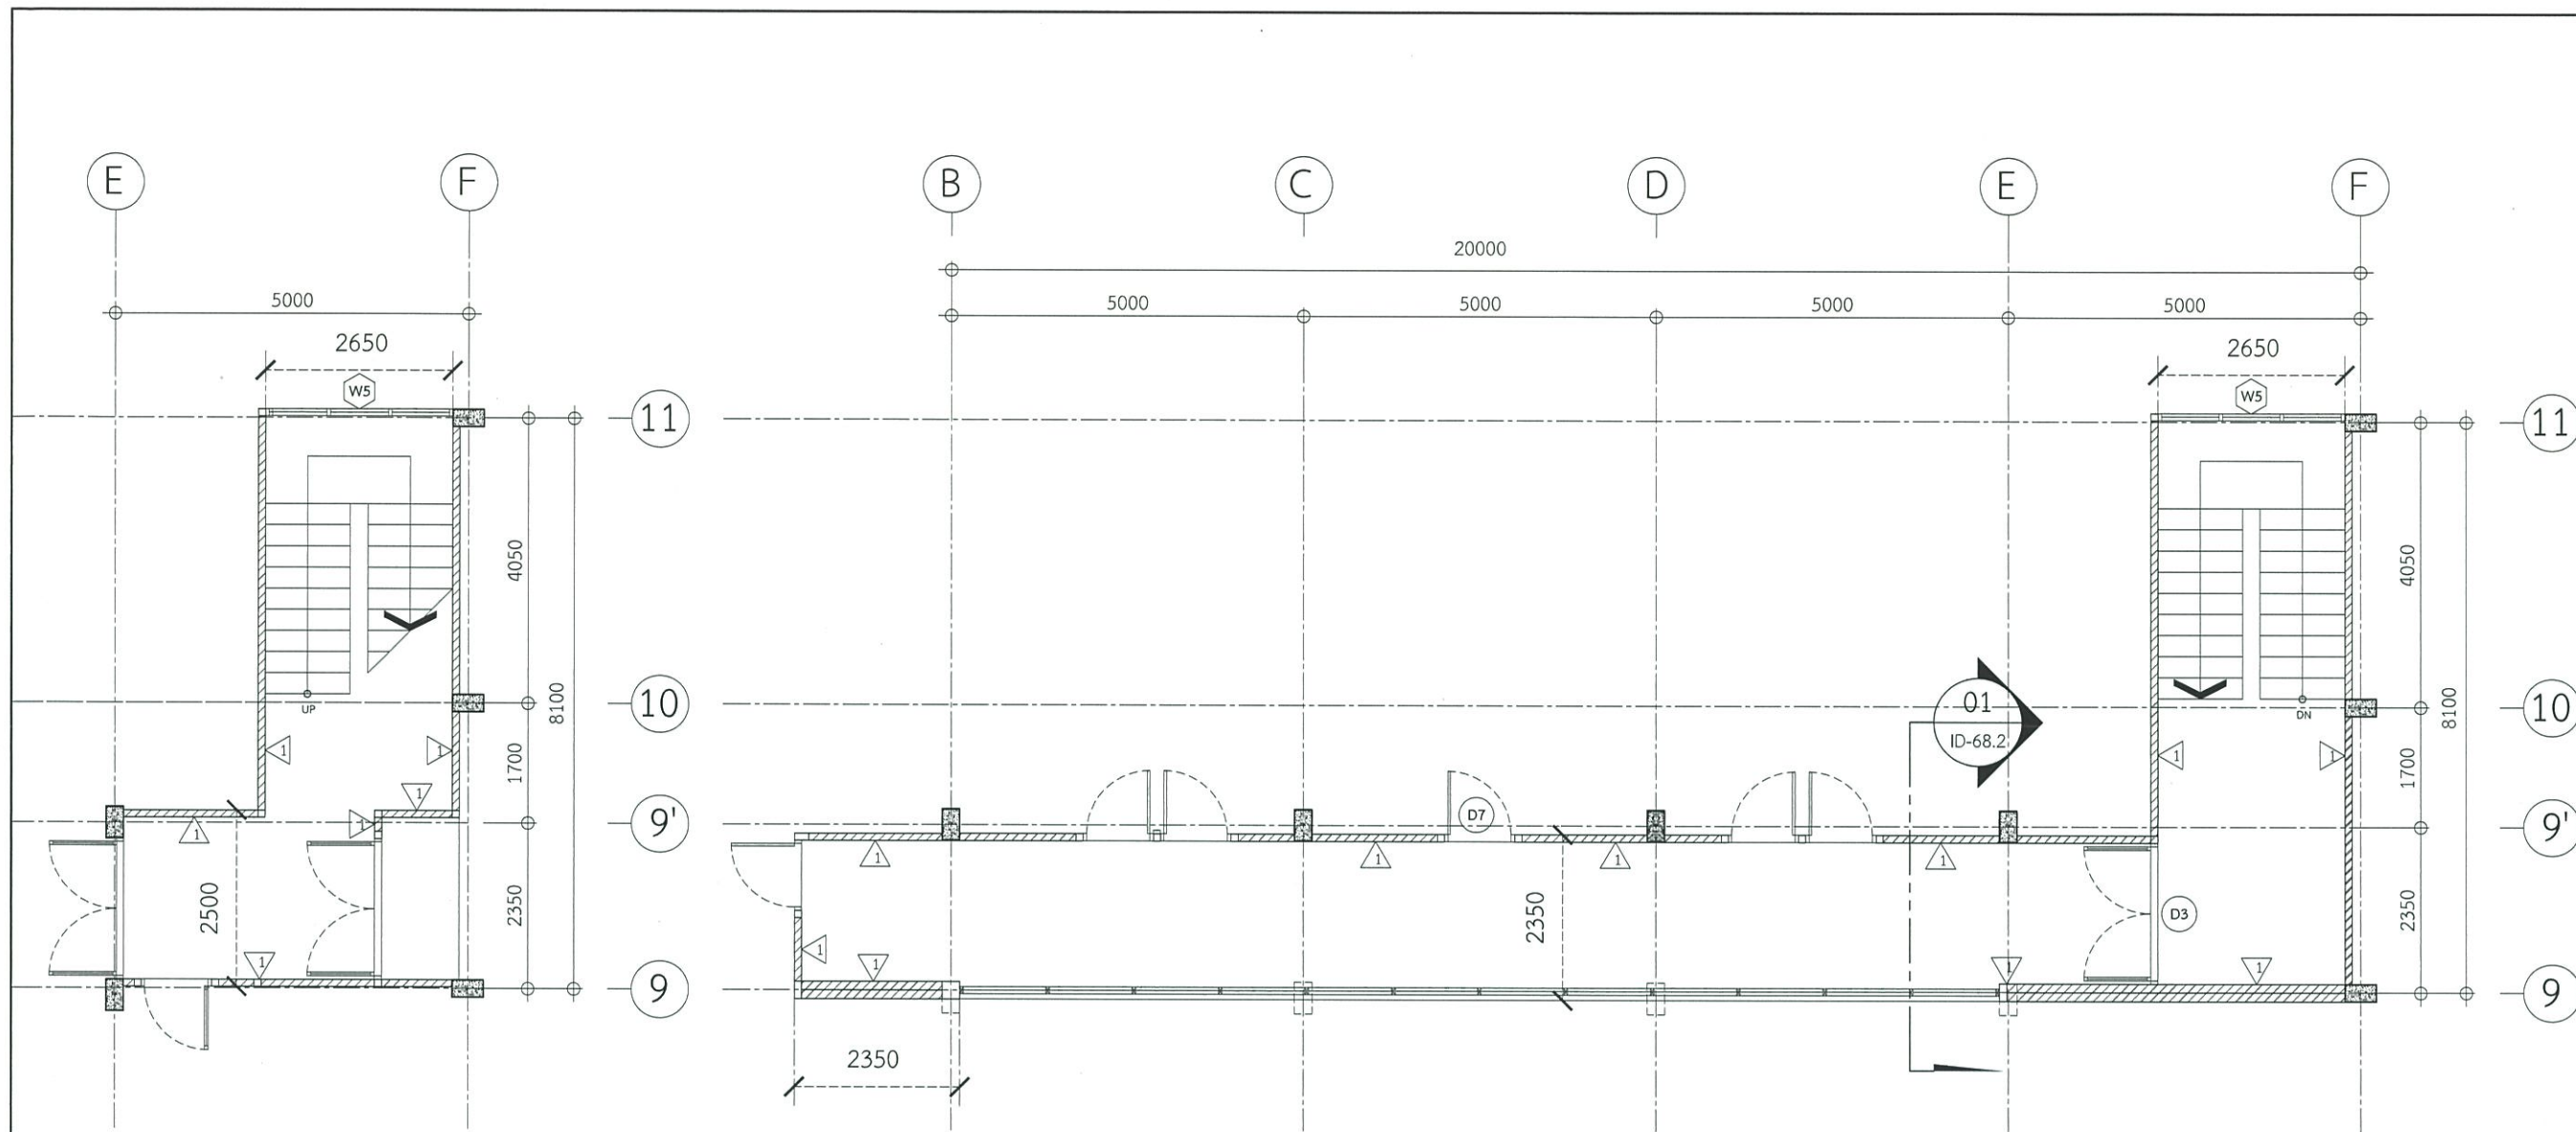 E F B C D E F
20000
5000 5000 5000 5000 5000
2650 2650
W5 W5
11 11
4050 4050
10 10
UP DN
8100 8100
01
ID-68.2
1 1 1 1
1700 1700
1 1
D7
9' 9'
1 1 1 1 1
2500 2350 2350 2350
D3
1 1 1 1 1
9 9
2350